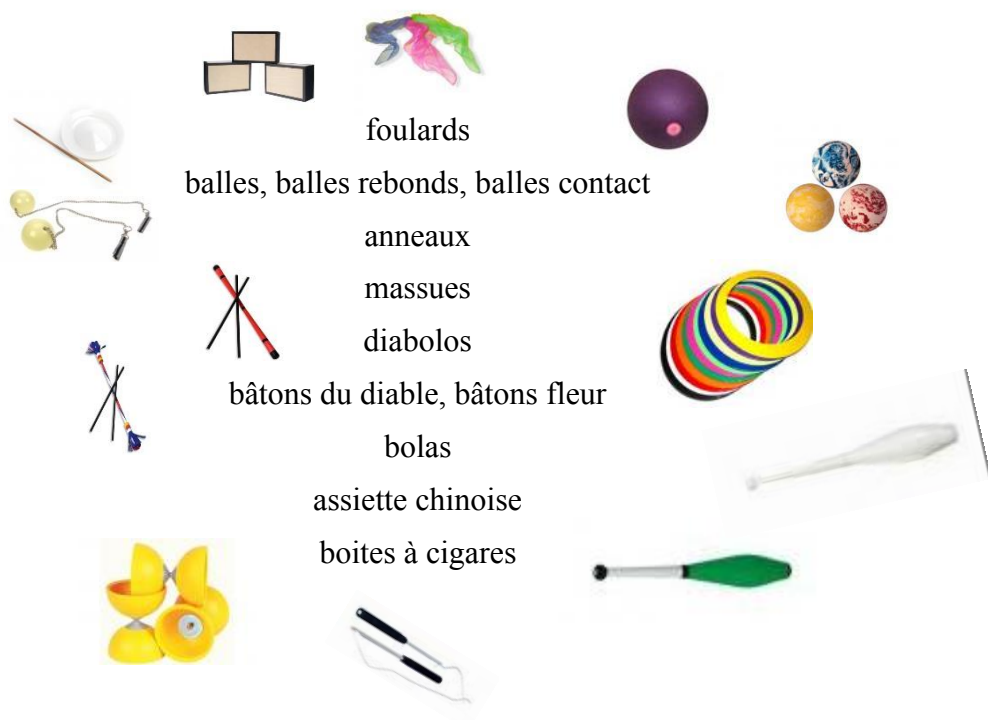 foulards
balles, balles rebonds, balles contact
anneaux
massues
diabolos
bâtons du diable, bâtons fleur
bolas
assiette chinoise
boites à cigares